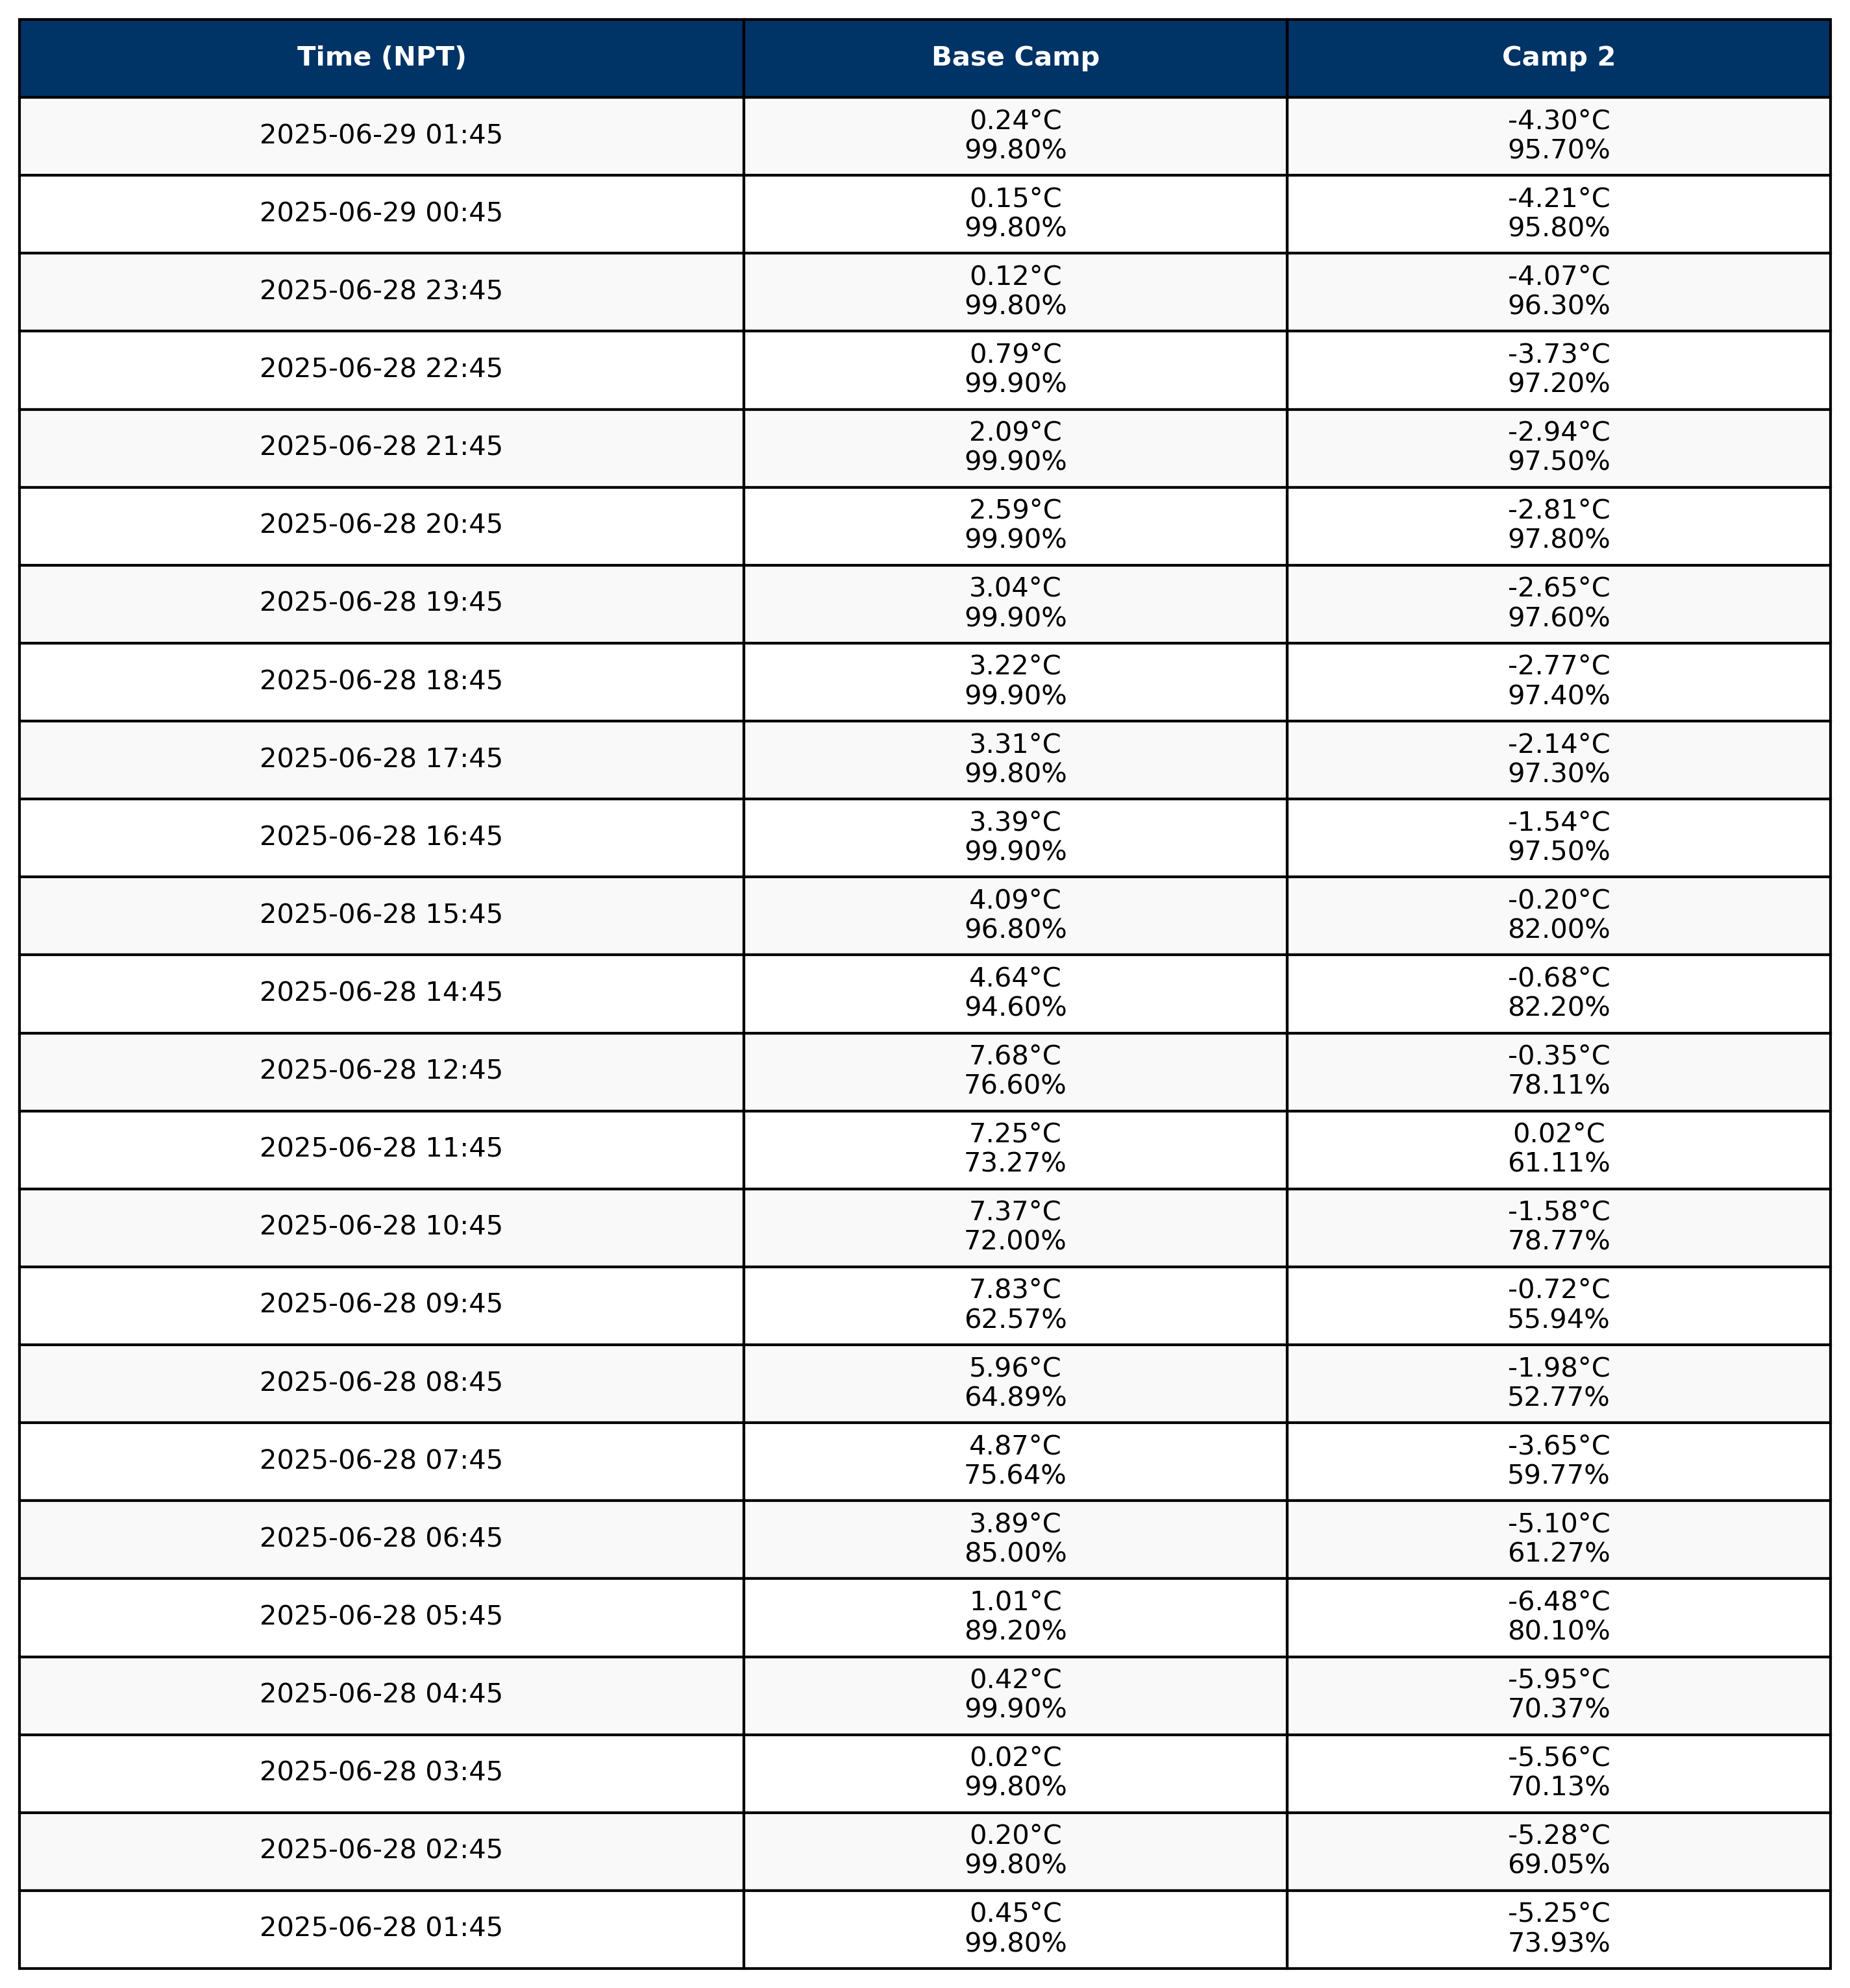 Time (NPT) Base Camp Camp 2
2025-06-29 01:45 0.24°C -4.30°C
99.80% 95.70%
2025-06-29 00:45 0.15°C -4.21°C
99.80% 95.80%
2025-06-28 23:45 0.12°C -4.07°C
99.80% 96.30%
2025-06-28 22:45 0.79°C -3.73°C
99.90% 97.20%
2025-06-28 21:45 2.09°C -2.94°C
99.90% 97.50%
2025-06-28 20:45 2.59°C -2.81°C
99.90% 97.80%
2025-06-28 19:45 3.04°C -2.65°C
99.90% 97.60%
2025-06-28 18:45 3.22°C -2.77°C
99.90% 97.40%
2025-06-28 17:45 3.31°C -2.14°C
99.80% 97.30%
2025-06-28 16:45 3.39°C -1.54°C
99.90% 97.50%
2025-06-28 15:45 4.09°C -0.20°C
96.80% 82.00%
2025-06-28 14:45 4.64°C -0.68°C
94.60% 82.20%
2025-06-28 12:45 7.68°C -0.35°C
76.60% 78.11%
2025-06-28 11:45 7.25°C 0.02°C
73.27% 61.11%
2025-06-28 10:45 7.37°C -1.58°C
72.00% 78.77%
2025-06-28 09:45 7.83°C -0.72°C
62.57% 55.94%
2025-06-28 08:45 5.96°C -1.98°C
64.89% 52.77%
2025-06-28 07:45 4.87°C -3.65°C
75.64% 59.77%
2025-06-28 06:45 3.89°C -5.10°C
85.00% 61.27%
2025-06-28 05:45 1.01°C -6.48°C
89.20% 80.10%
2025-06-28 04:45 0.42°C -5.95°C
99.90% 70.37%
2025-06-28 03:45 0.02°C -5.56°C
99.80% 70.13%
2025-06-28 02:45 0.20°C -5.28°C
99.80% 69.05%
2025-06-28 01:45 0.45°C -5.25°C
99.80% 73.93%